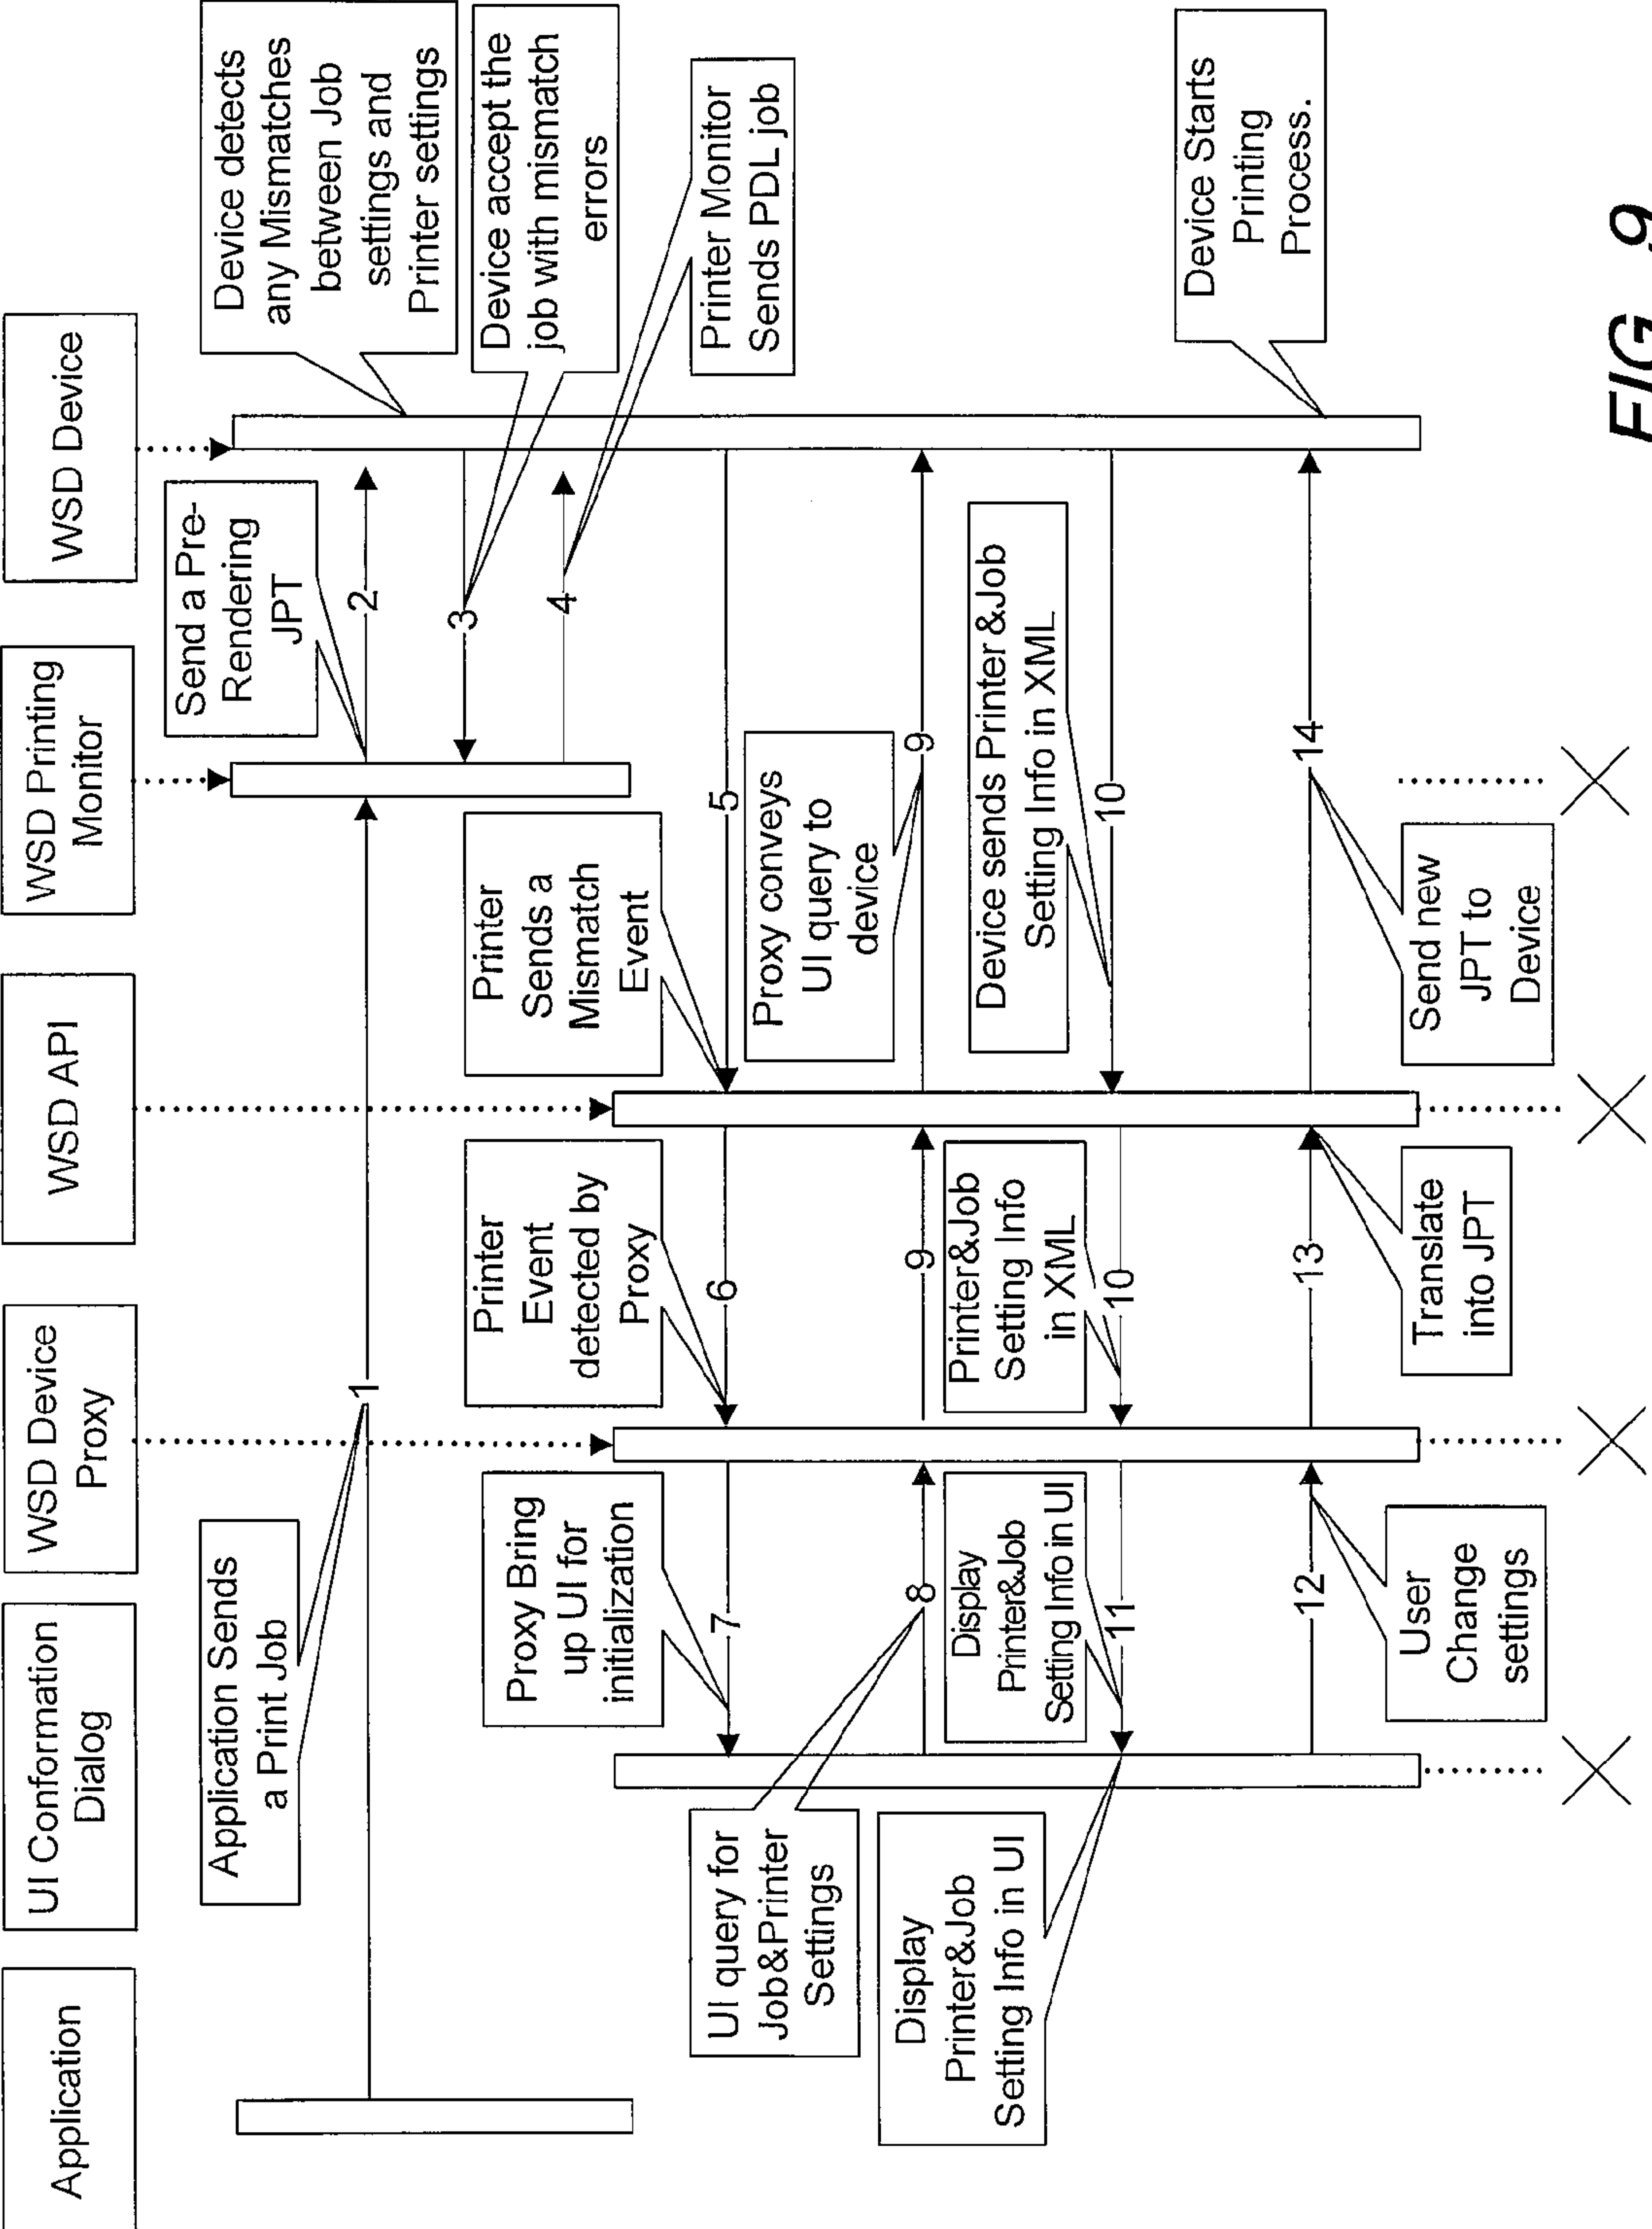 Application
UI Conformation
Dialog
WSD Device
Proxy
WSD API
WSD Printing
Monitor
WSD Device
Application Sends
a Print Job
1
Send a Pre-
Rendering
JPT
2
Device detects
any Mismatches
between Job
settings and
Printer settings
3
Device accept the
job with mismatch
errors
4
Printer Monitor
Sends PDL job
Proxy Bring
up UI for
initialization
7
Printer
Event
detected by
Proxy
6
Printer
Sends a
Mismatch
Event
5
UI query for
Job&Printer
Settings
8
9
Proxy conveys
UI query to
device
9
Display
Printer&Job
Setting Info in UI
Display
Printer&Job
Setting Info in UI
11
Printer&Job
Setting Info
in XML
10
Device sends Printer &Job
Setting Info in XML
10
12
User
Change
settings
13
Translate
into JPT
14
Send new
JPT to
Device
Device Starts
Printing
Process.
FIG. 9